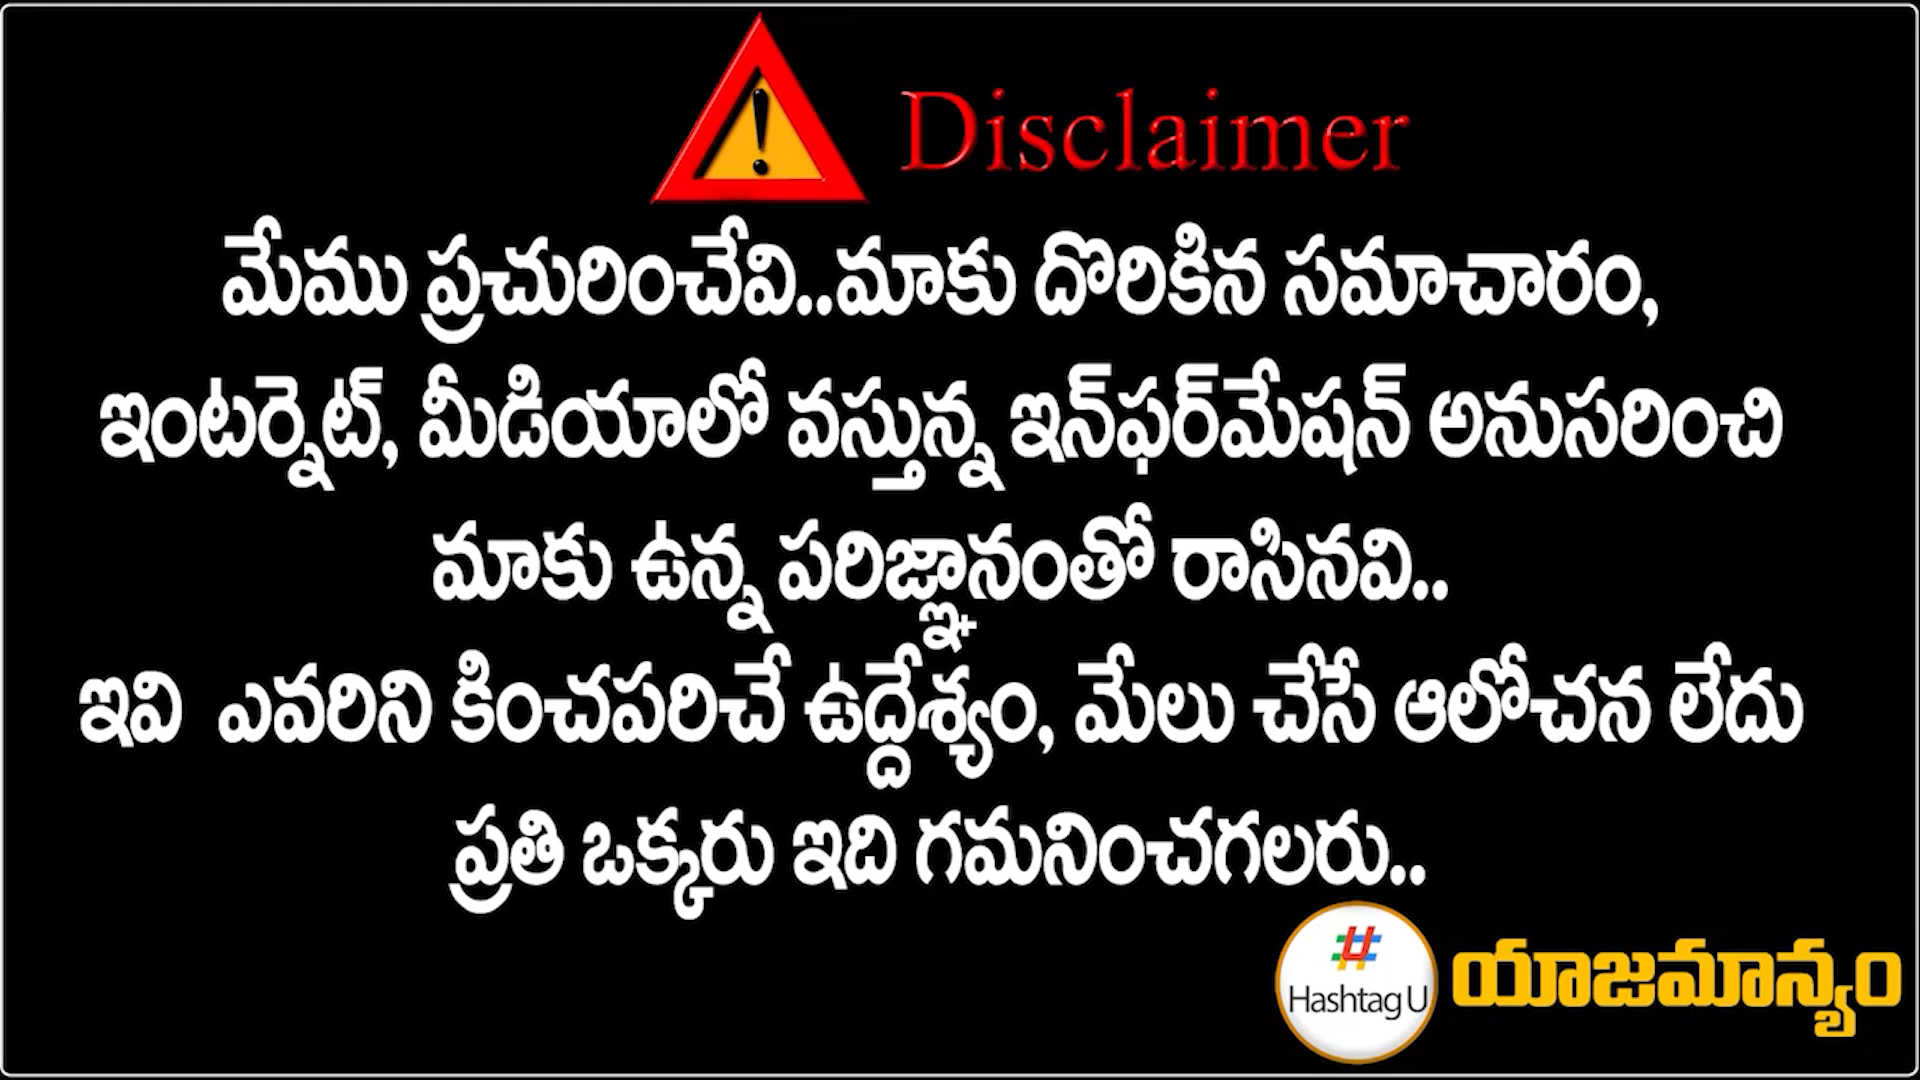 Disclaimer
మేము ప్రచురించేవి..మాకు దొరికిన సమాచారం,
ఇంటర్నెట్, మీడియాలో వస్తున్న ఇన్‌ఫర్‌మేషన్ అనుసరించి
మాకు ఉన్న పరిజ్ఞానంతో రాసినవి..
ఇవి ఎవరిని కించపరిచే ఉద్దేశ్యం, మేలు చేసే ఆలోచన లేదు
ప్రతి ఒక్కరు ఇది గమనించగలరు..
Hashtag U
యాజమాన్యం